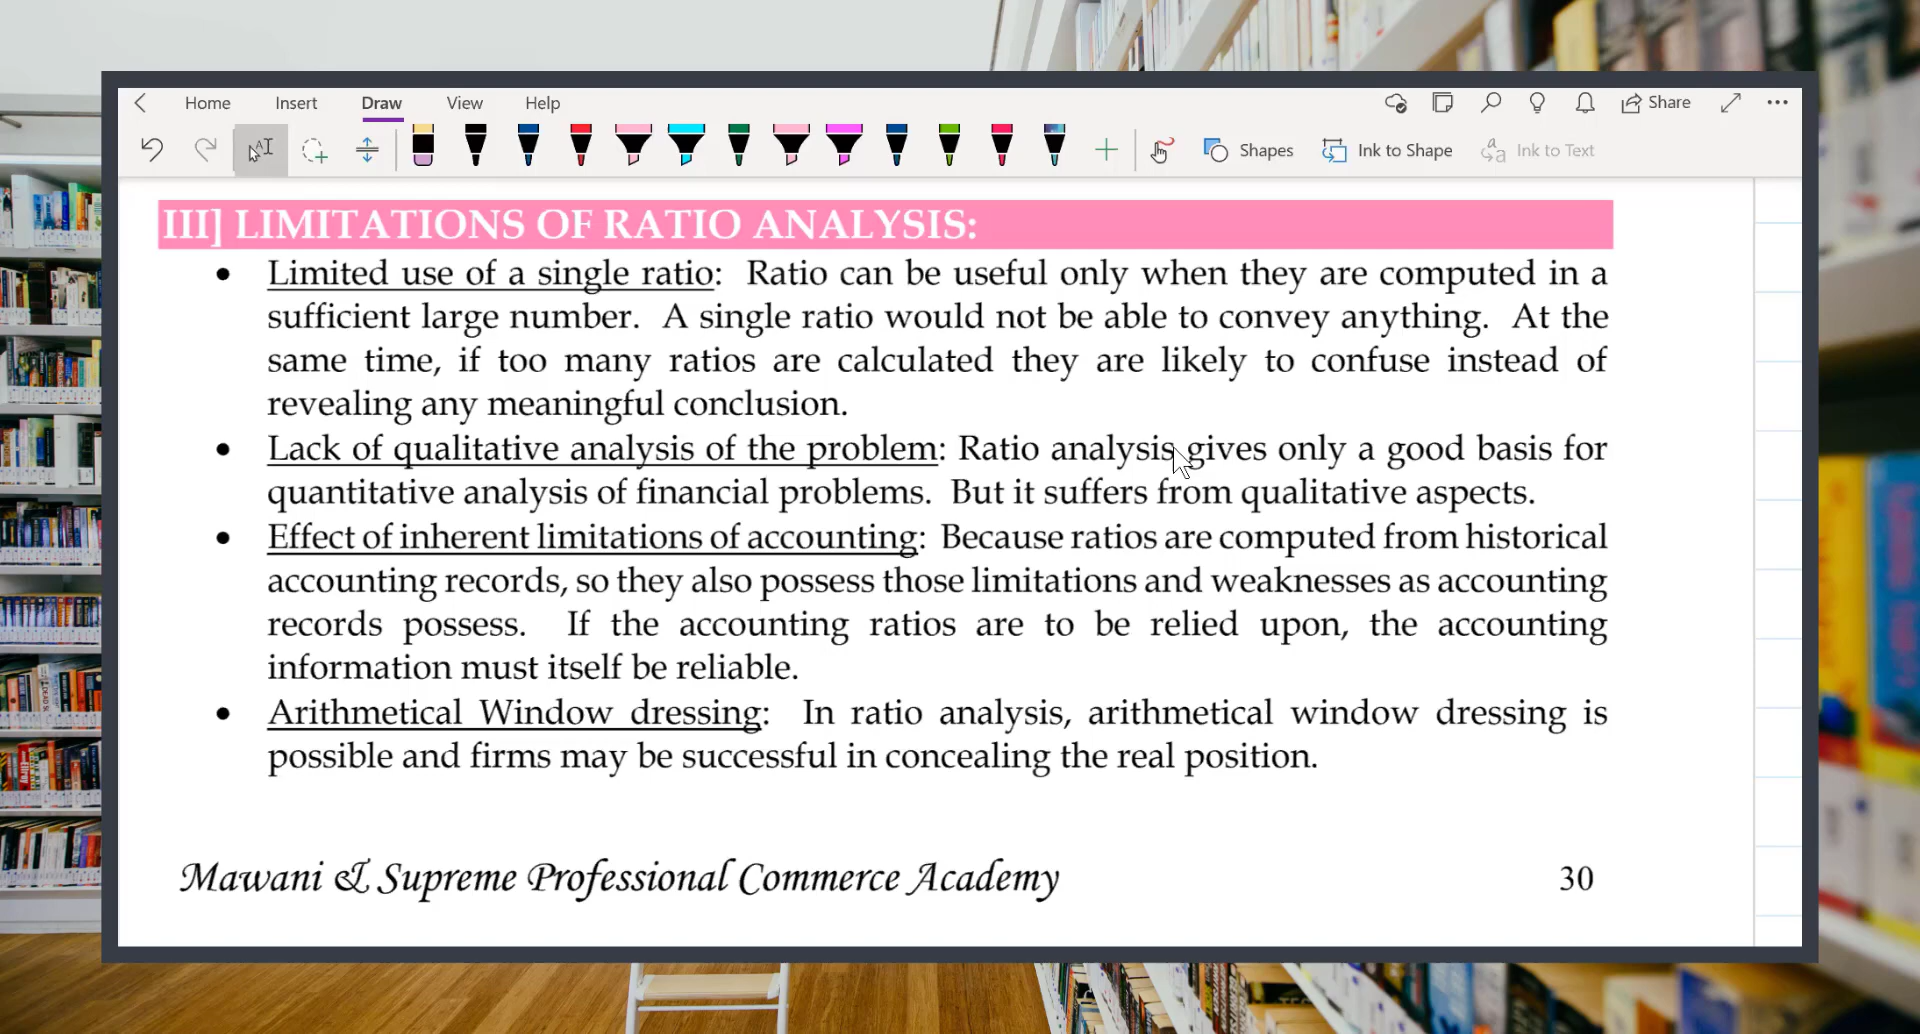 Home Insert Draw View Help Share
Shapes Ink to Shape Ink to Text
III] LIMITATIONS OF RATIO ANALYSIS:
• Limited use of a single ratio: Ratio can be useful only when they are computed in a
sufficient large number. A single ratio would not be able to convey anything. At the
same time, if too many ratios are calculated they are likely to confuse instead of
revealing any meaningful conclusion.
• Lack of qualitative analysis of the problem: Ratio analysis gives only a good basis for
quantitative analysis of financial problems. But it suffers from qualitative aspects.
• Effect of inherent limitations of accounting: Because ratios are computed from historical
accounting records, so they also possess those limitations and weaknesses as accounting
records possess. If the accounting ratios are to be relied upon, the accounting
information must itself be reliable.
• Arithmetical Window dressing: In ratio analysis, arithmetical window dressing is
possible and firms may be successful in concealing the real position.
Mawani & Supreme Professional Commerce Academy 30